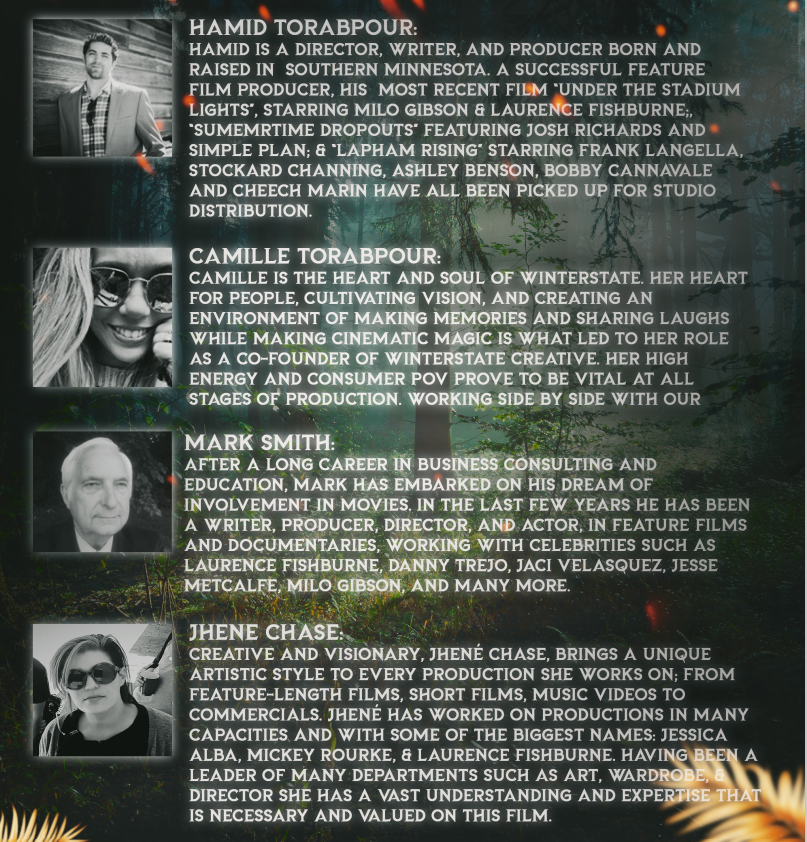 HAMID TORABPOUR:
HAMID IS A DIRECTOR, WRITER, AND PRODUCER BORN AND
RAISED IN SOUTHERN MINNESOTA. A SUCCESSFUL FEATURE
FILM PRODUCER, HIS MOST RECENT FILM "UNDER THE STADIUM
LIGHTS", STARRING MILO GIBSON & LAURENCE FISHBURNE;,
"SUMEMRTIME DROPOUTS" FEATURING JOSH RICHARDS AND
SIMPLE PLAN; & "LAPHAM RISING" STARRING FRANK LANGELLA,
STOCKARD CHANNING, ASHLEY BENSON, BOBBY CANNAVALE
AND CHEECH MARIN HAVE ALL BEEN PICKED UP FOR STUDIO
DISTRIBUTION.
CAMILLE TORABPOUR:
CAMILLE IS THE HEART AND SOUL OF WINTERSTATE. HER HEART
FOR PEOPLE, CULTIVATING VISION, AND CREATING AN
ENVIRONMENT OF MAKING MEMORIES AND SHARING LAUGHS
WHILE MAKING CINEMATIC MAGIC IS WHAT LED TO HER ROLE
AS A CO-FOUNDER OF WINTERSTATE CREATIVE. HER HIGH
ENERGY AND CONSUMER POV PROVE TO BE VITAL AT ALL
STAGES OF PRODUCTION. WORKING SIDE BY SIDE WITH OUR
MARK SMITH:
AFTER A LONG CAREER IN BUSINESS CONSULTING AND
EDUCATION, MARK HAS EMBARKED ON HIS DREAM OF
INVOLVEMENT IN MOVIES. IN THE LAST FEW YEARS HE HAS BEEN
A WRITER, PRODUCER, DIRECTOR, AND ACTOR, IN FEATURE FILMS
AND DOCUMENTARIES, WORKING WITH CELEBRITIES SUCH AS
LAURENCE FISHBURNE, DANNY TREJO, JACI VELASQUEZ, JESSE
METCALFE, MILO GIBSON, AND MANY MORE.
JHENE CHASE:
CREATIVE AND VISIONARY, JHENÉ CHASE, BRINGS A UNIQUE
ARTISTIC STYLE TO EVERY PRODUCTION SHE WORKS ON; FROM
FEATURE-LENGTH FILMS, SHORT FILMS, MUSIC VIDEOS TO
COMMERCIALS. JHENÉ HAS WORKED ON PRODUCTIONS IN MANY
CAPACITIES AND WITH SOME OF THE BIGGEST NAMES: JESSICA
ALBA, MICKEY ROURKE, & LAURENCE FISHBURNE. HAVING BEEN A
LEADER OF MANY DEPARTMENTS SUCH AS ART, WARDROBE, &
DIRECTOR SHE HAS A VAST UNDERSTANDING AND EXPERTISE THAT
IS NECESSARY AND VALUED ON THIS FILM.